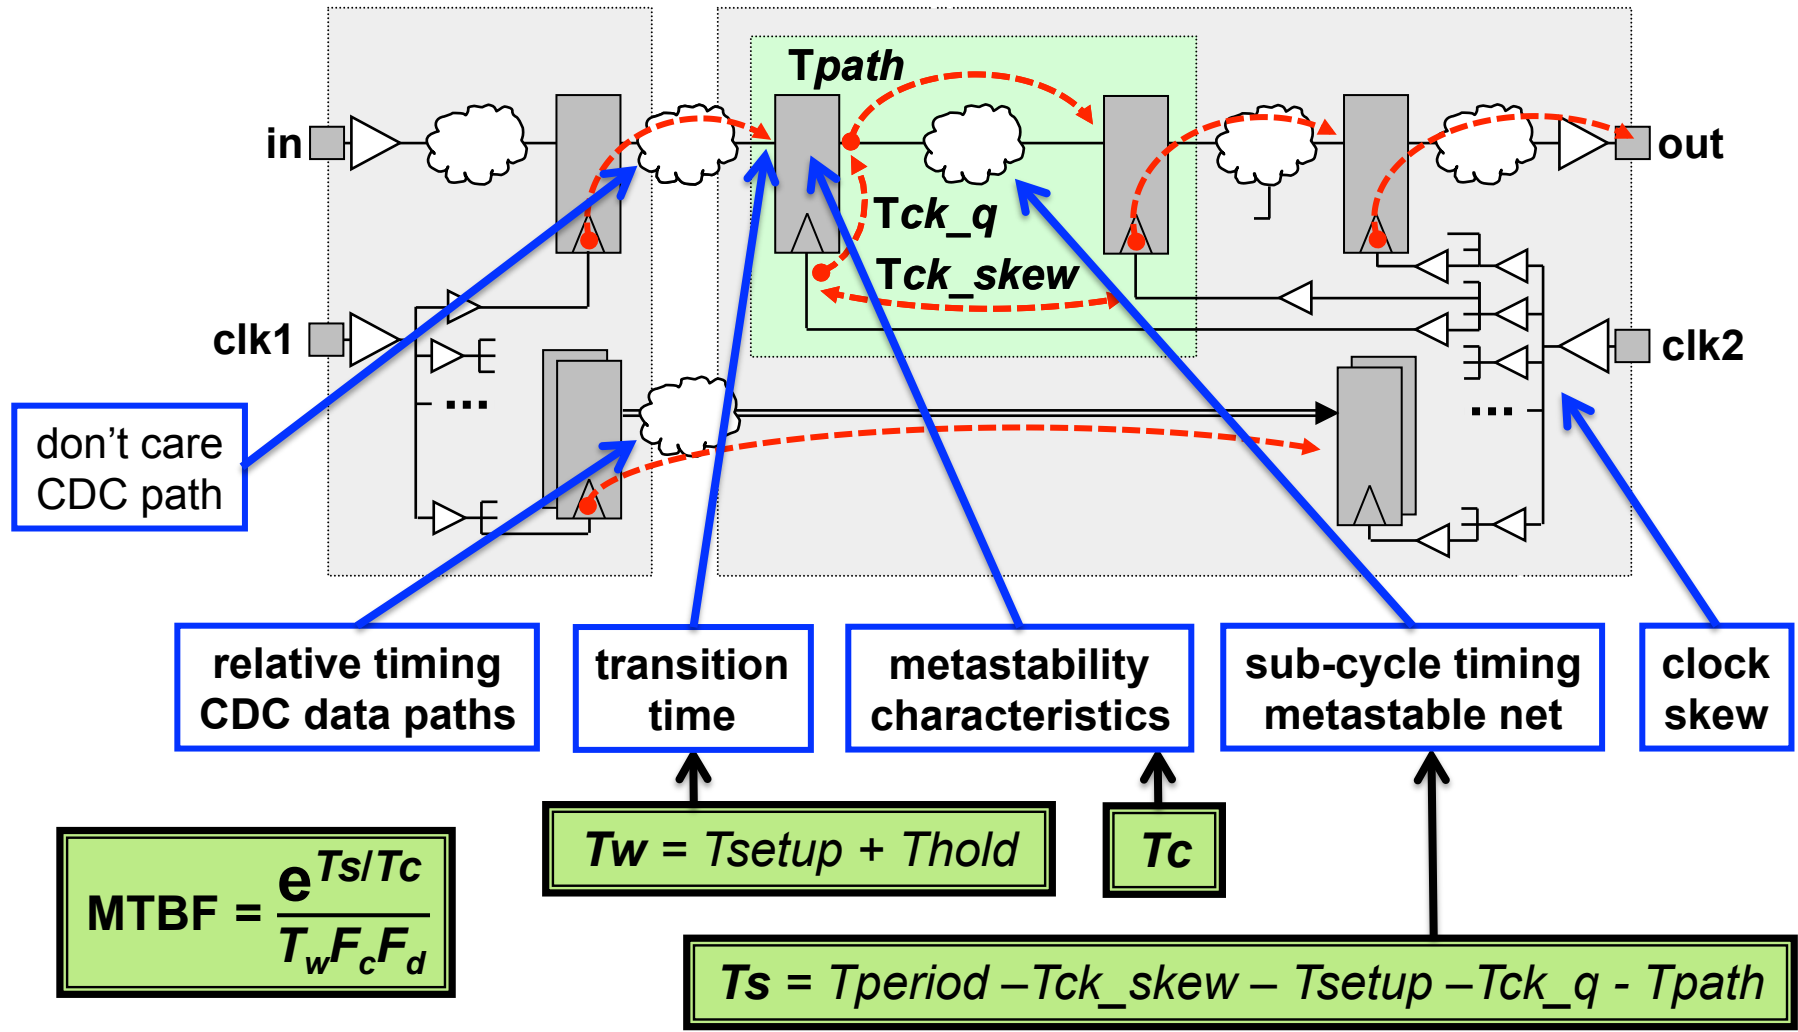 Tpath
in
out
Tck_q
Tck_skew
clk1
clk2
...
...
don't care
CDC path
relative timing
CDC data paths
transition
time
metastability
characteristics
sub-cycle timing
metastable net
clock
skew
Tw = Tsetup + Thold
Tc
MTBF = e^Ts/Tc / TwFcFd
Ts = Tperiod –Tck_skew – Tsetup –Tck_q - Tpath